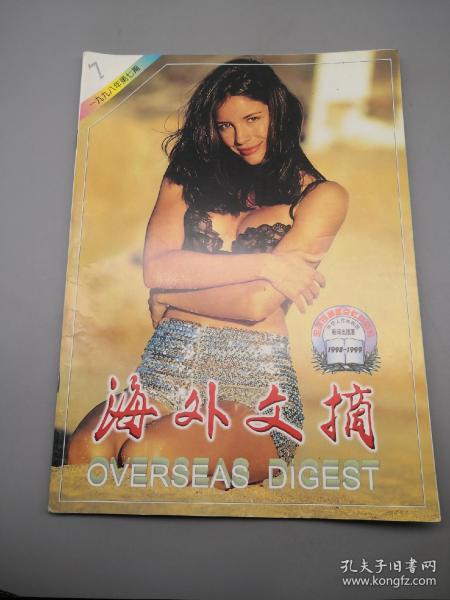 7
一九九八年第七期
1998-1999
海外文摘
OVERSEAS DIGEST
孔夫子旧书网
www.kongfz.com